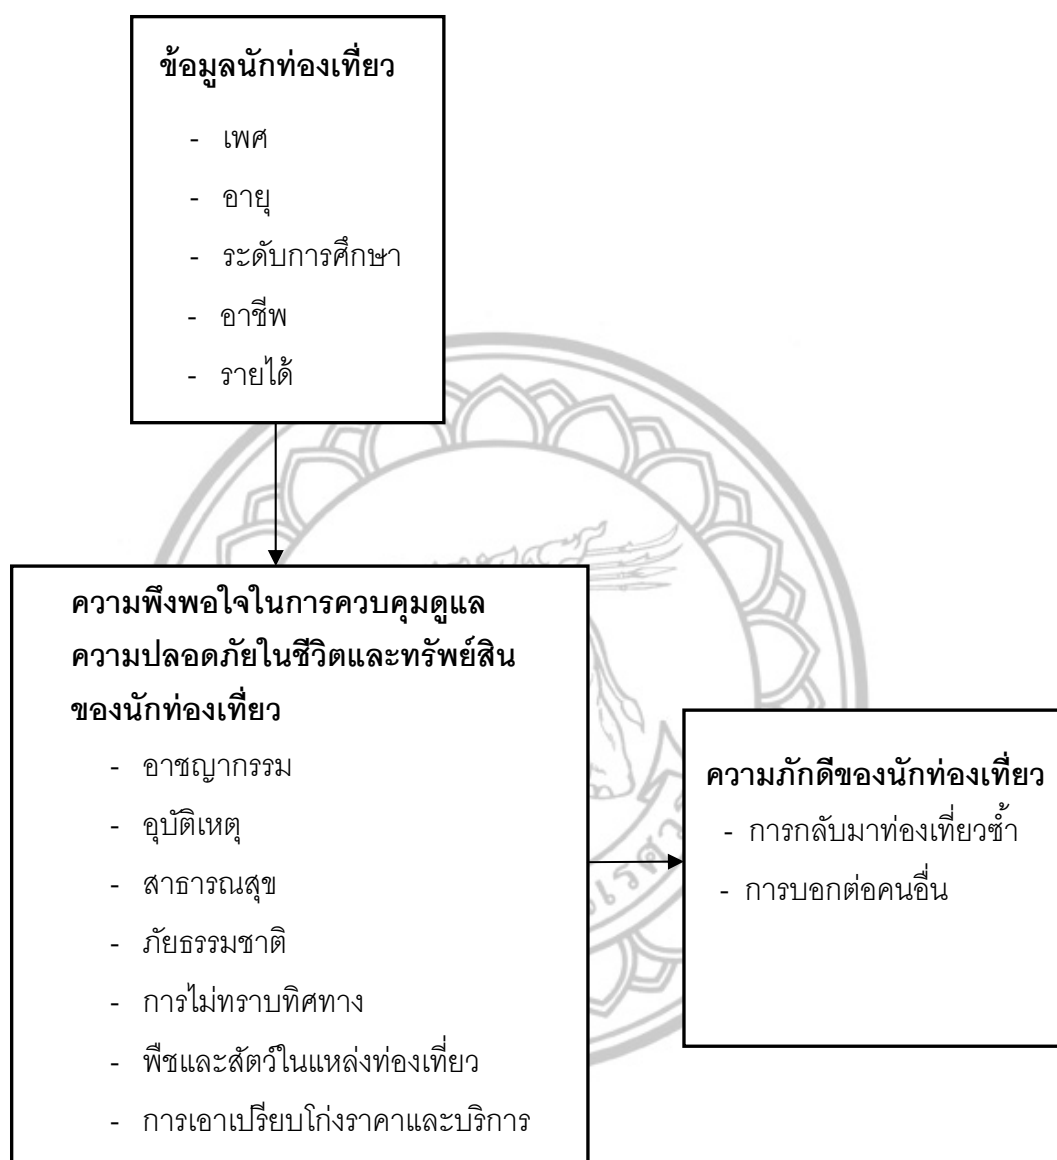 ข้อมูลนักท่องเที่ยว
- เพศ
- อายุ
- ระดับการศึกษา
- อาชีพ
- รายได้
ความพึงพอใจในการควบคุมดูแล
ความปลอดภัยในชีวิตและทรัพย์สิน
ของนักท่องเที่ยว
- อาชญากรรม
- อุบัติเหตุ
- สาธารณสุข
- ภัยธรรมชาติ
- การไม่ทราบทิศทาง
- พืชและสัตว์ในแหล่งท่องเที่ยว
- การเอาเปรียบโก่งราคาและบริการ
ความภักดีของนักท่องเที่ยว
- การกลับมาท่องเที่ยวซ้ำ
- การบอกต่อคนอื่น